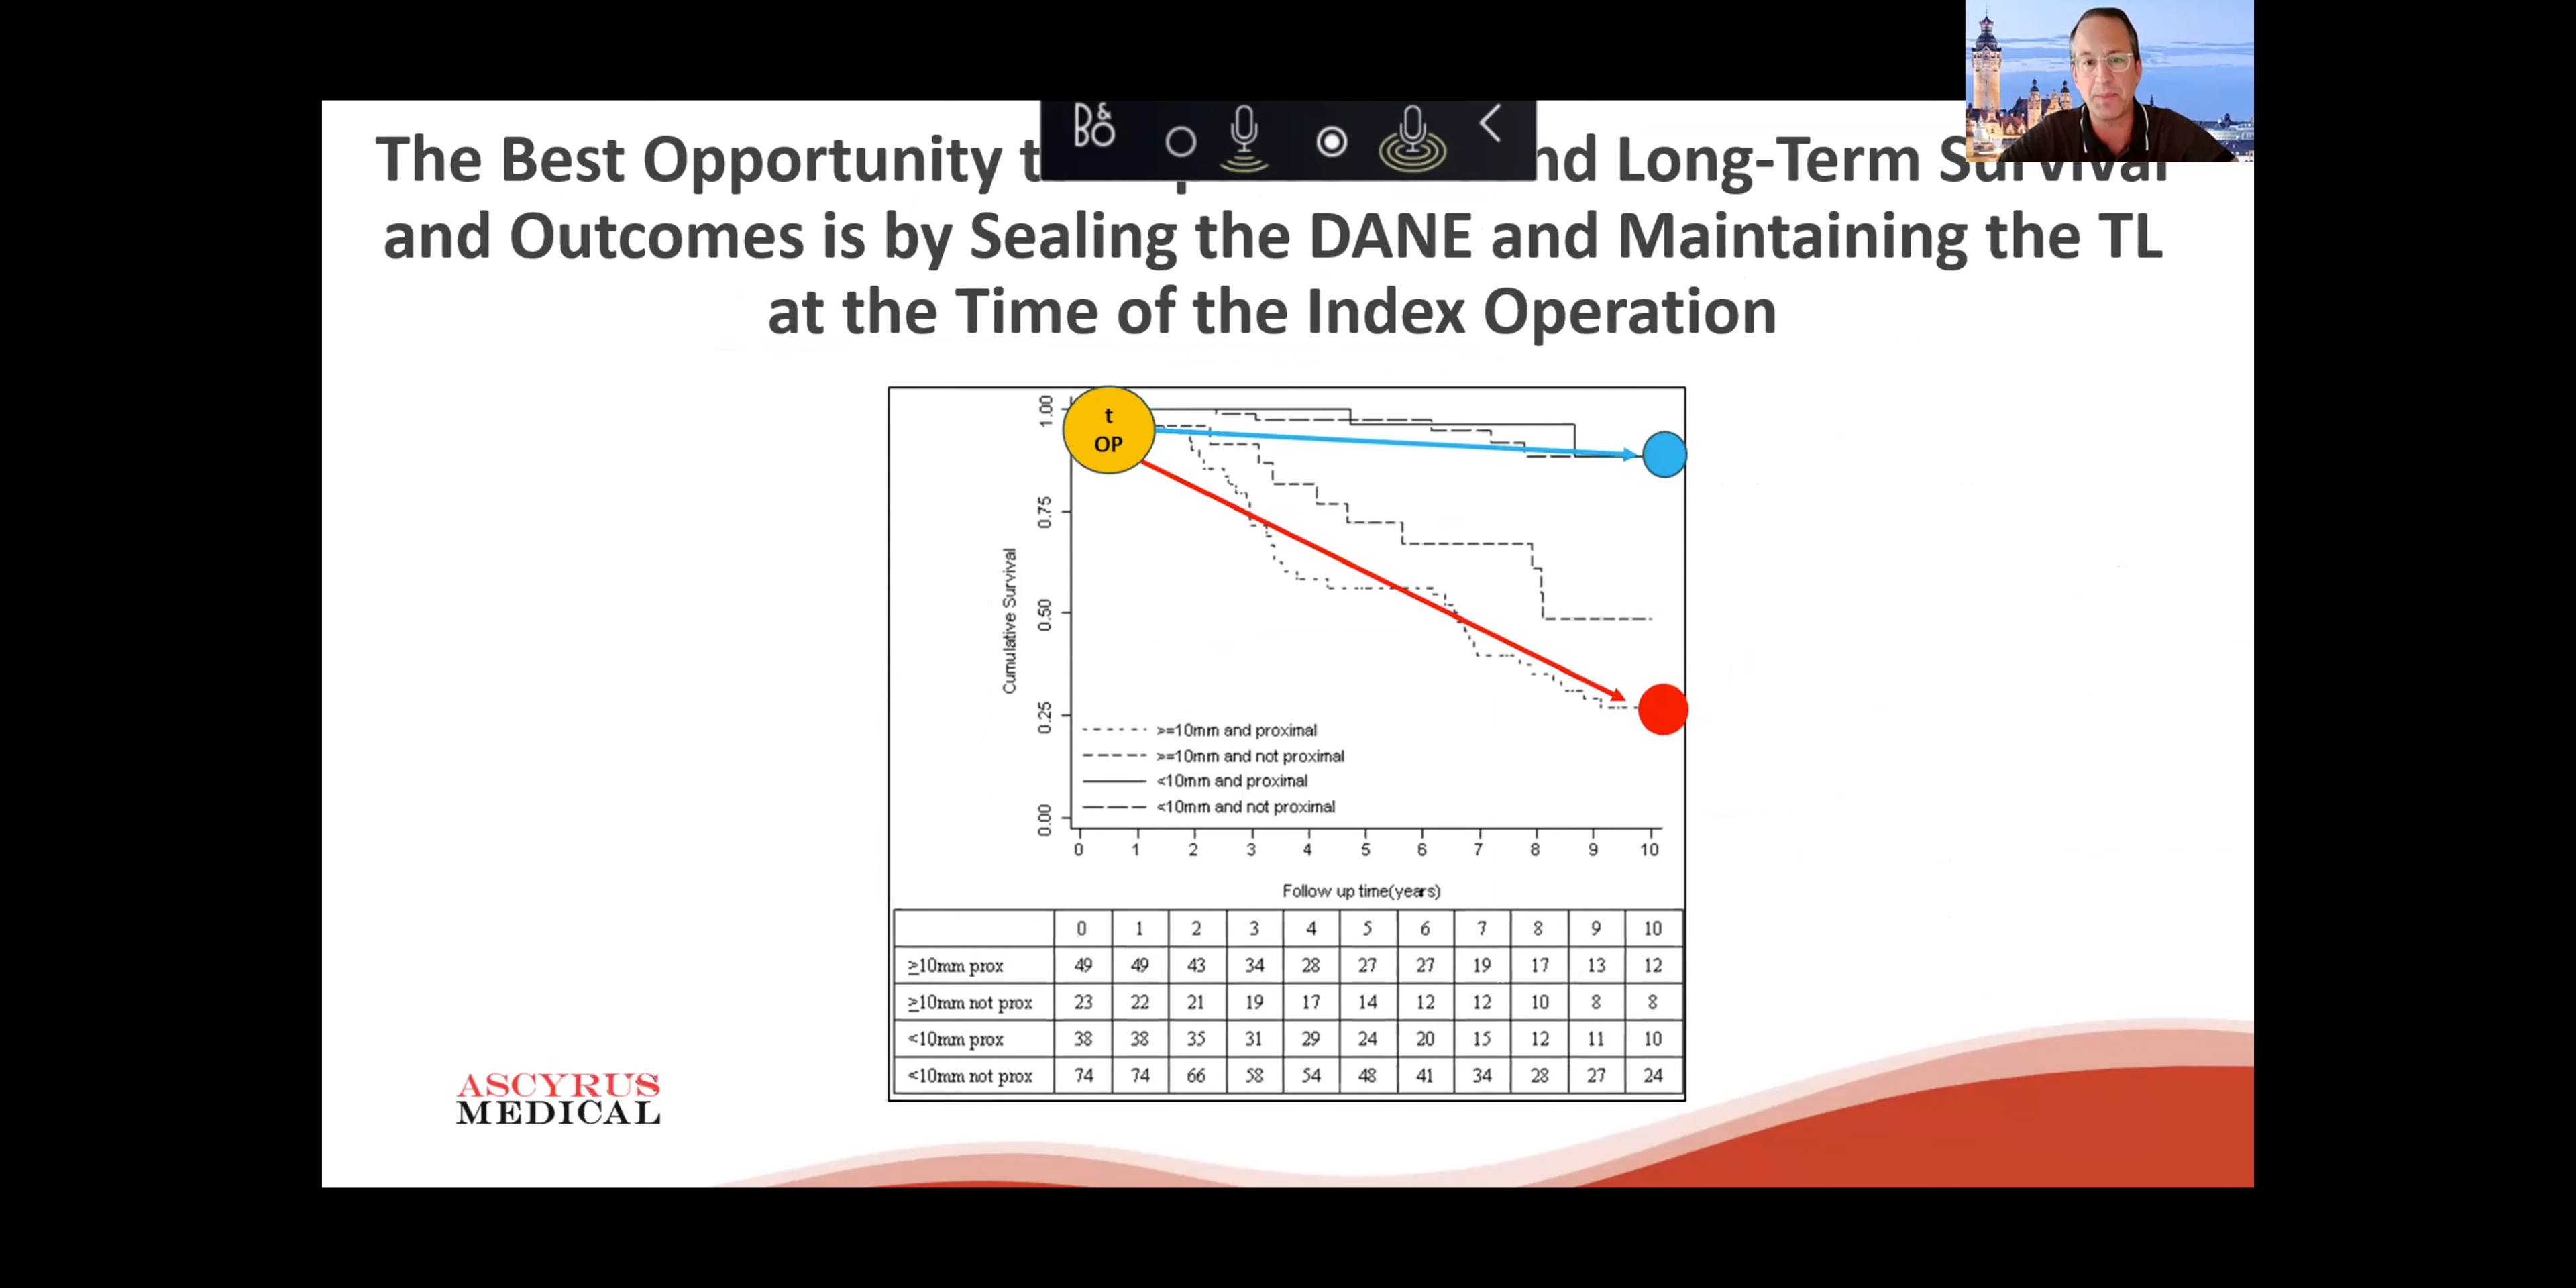 B&O
The Best Opportunity t nd Long-Term Survival
and Outcomes is by Sealing the DANE and Maintaining the TL
at the Time of the Index Operation
t
OP
1.00
0.75
0.50
0.25
0.00
Cumulative Survival
>=10mm and proximal
>=10mm and not proximal
<10mm and proximal
<10mm and not proximal
0 1 2 3 4 5 6 7 8 9 10
Follow up time(years)
0 1 2 3 4 5 6 7 8 9 10
≥10mm prox 49 49 43 34 28 27 27 19 17 13 12
≥10mm not prox 23 22 21 19 17 14 12 12 10 8 8
<10mm prox 38 38 35 31 29 24 20 15 12 11 10
<10mm not prox 74 74 66 58 54 48 41 34 28 27 24
ASCYRUS
MEDICAL